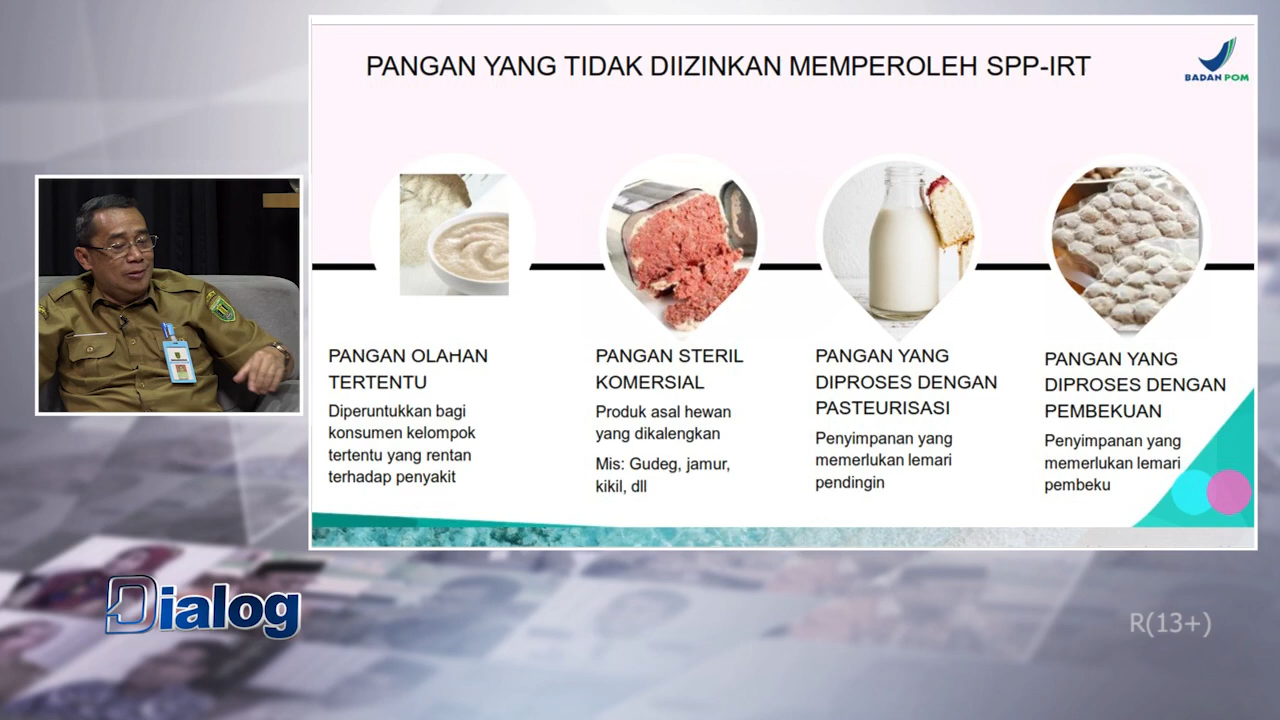 PANGAN YANG TIDAK DIIZINKAN MEMPEROLEH SPP-IRT
BADAN POM
PANGAN OLAHAN
TERTENTU
Diperuntukkan bagi
konsumen kelompok
tertentu yang rentan
terhadap penyakit
PANGAN STERIL
KOMERSIAL
Produk asal hewan
yang dikalengkan
Mis: Gudeg, jamur,
kikil, dll
PANGAN YANG
DIPROSES DENGAN
PASTEURISASI
Penyimpanan yang
memerlukan lemari
pendingin
PANGAN YANG
DIPROSES DENGAN
PEMBEKUAN
Penyimpanan yang
memerlukan lemari
pembeku
Dialog
R(13+)